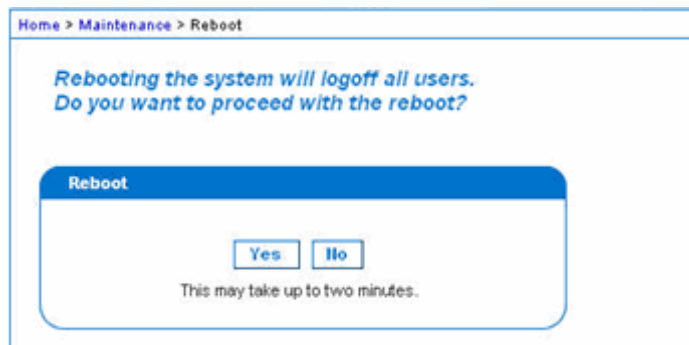 Home > Maintenance > Reboot
Rebooting the system will logoff all users.
Do you want to proceed with the reboot?
Reboot
Yes No
This may take up to two minutes.